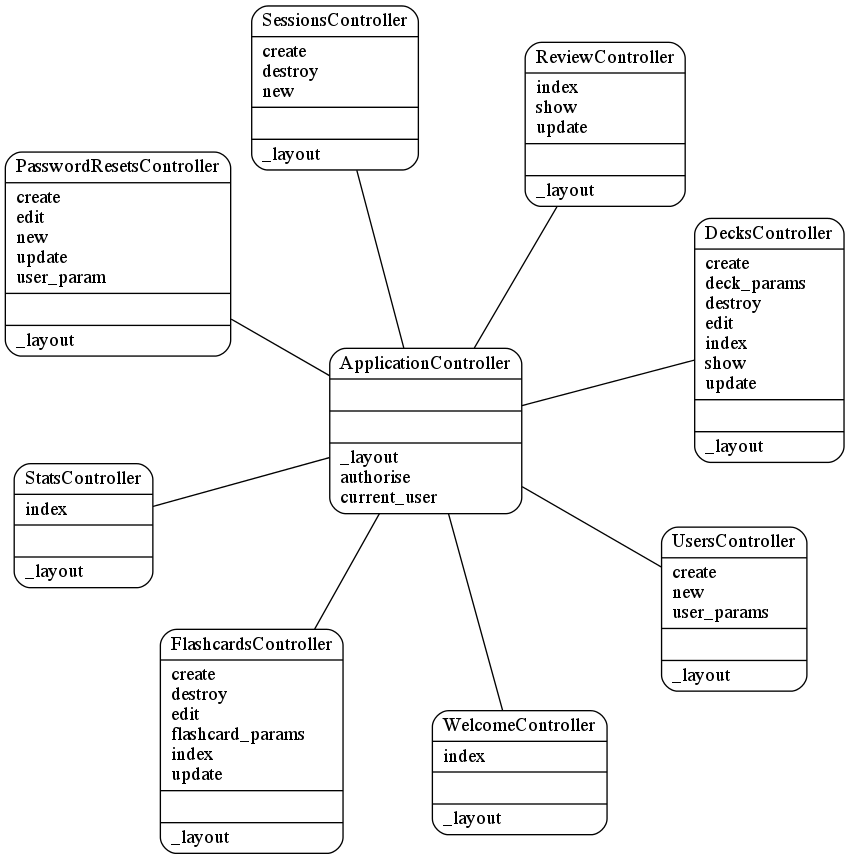 SessionsController
create
destroy
new
_layout
ReviewController
index
show
update
_layout
PasswordResetsController
create
edit
new
update
user_param
_layout
DecksController
create
deck_params
destroy
edit
index
show
update
_layout
ApplicationController
_layout
authorise
current_user
StatsController
index
_layout
UsersController
create
new
user_params
_layout
FlashcardsController
create
destroy
edit
flashcard_params
index
update
_layout
WelcomeController
index
_layout